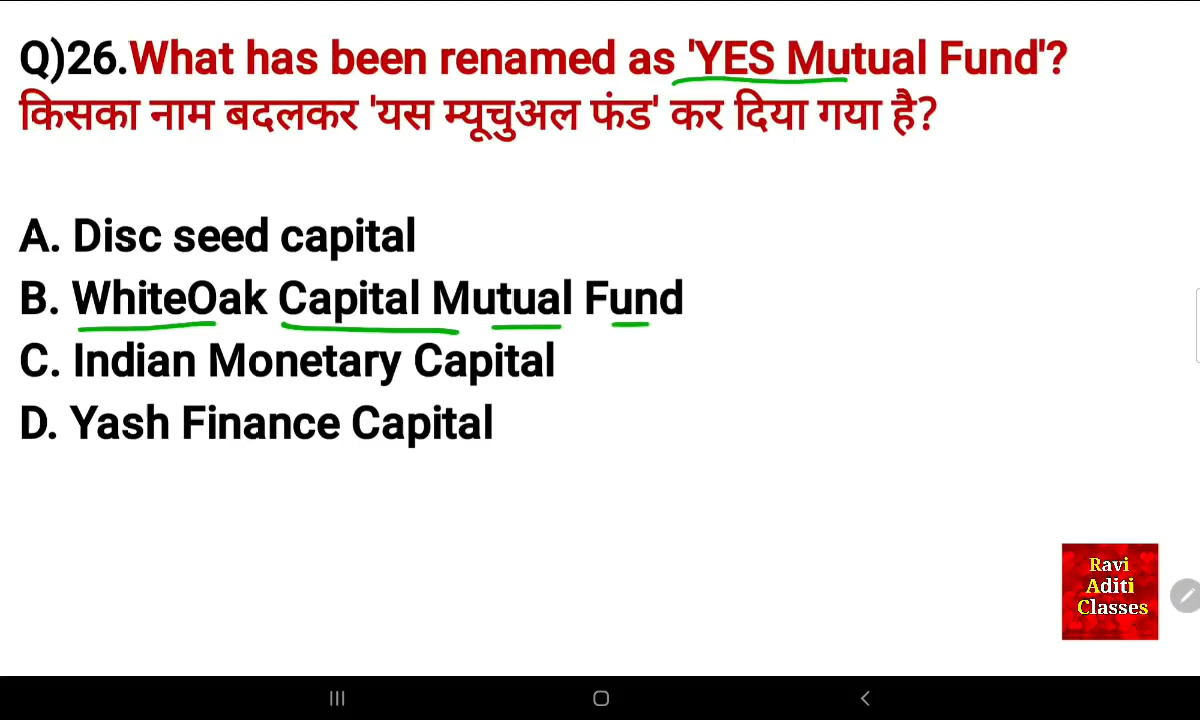 Q)26.What has been renamed as 'YES Mutual Fund'?
किसका नाम बदलकर 'यस म्यूचुअल फंड' कर दिया गया है?
A. Disc seed capital
B. WhiteOak Capital Mutual Fund
C. Indian Monetary Capital
D. Yash Finance Capital
Ravi
Aditi
Classes